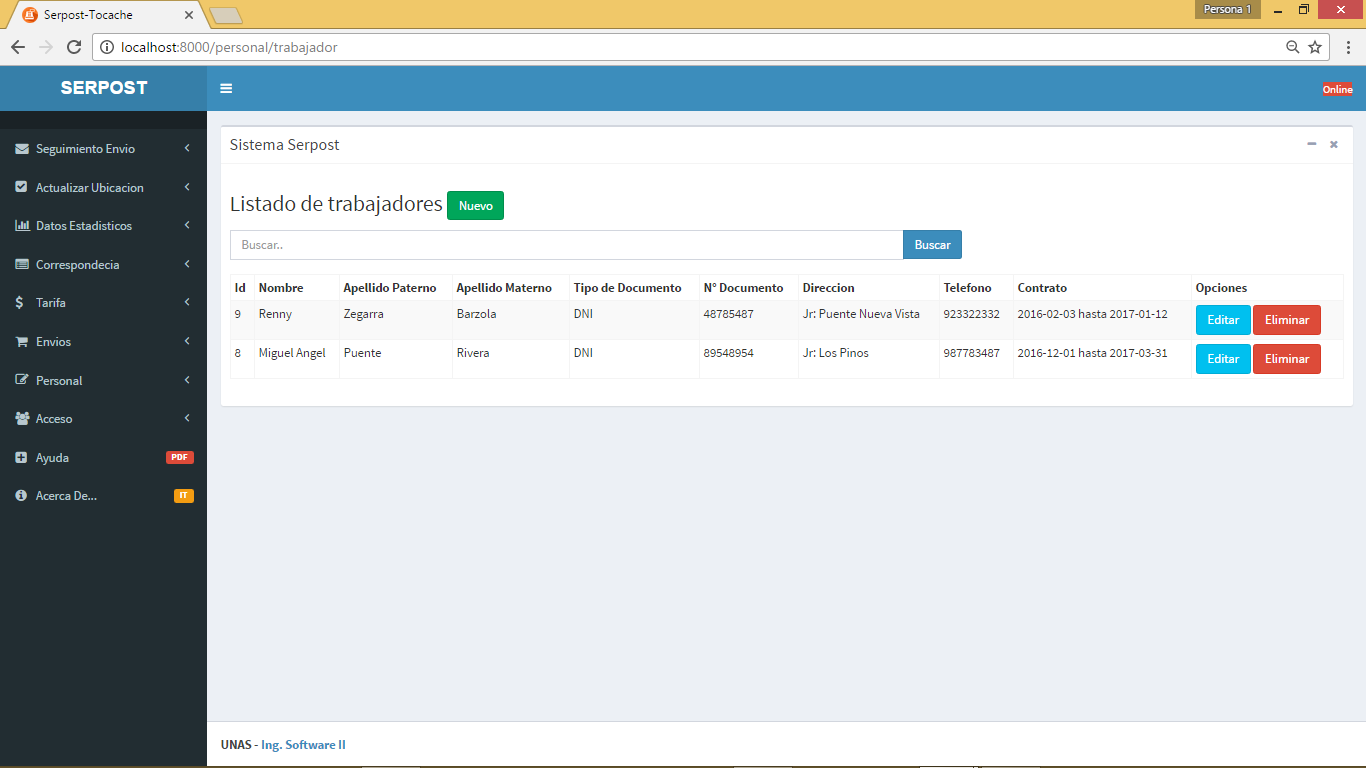 Serpost-Tocache
Persona 1
localhost:8000/personal/trabajador
SERPOST
Online
Seguimiento Envio
Actualizar Ubicacion
Datos Estadisticos
Correspondecia
$ Tarifa
Envios
Personal
Acceso
Ayuda PDF
Acerca De... IT
Sistema Serpost
Listado de trabajadores Nuevo
Buscar.. Buscar
Id Nombre Apellido Paterno Apellido Materno Tipo de Documento N° Documento Direccion Telefono Contrato Opciones
9 Renny Zegarra Barzola DNI 48785487 Jr: Puente Nueva Vista 923322332 2016-02-03 hasta 2017-01-12 Editar Eliminar
8 Miguel Angel Puente Rivera DNI 89548954 Jr: Los Pinos 987783487 2016-12-01 hasta 2017-03-31 Editar Eliminar
UNAS - Ing. Software II